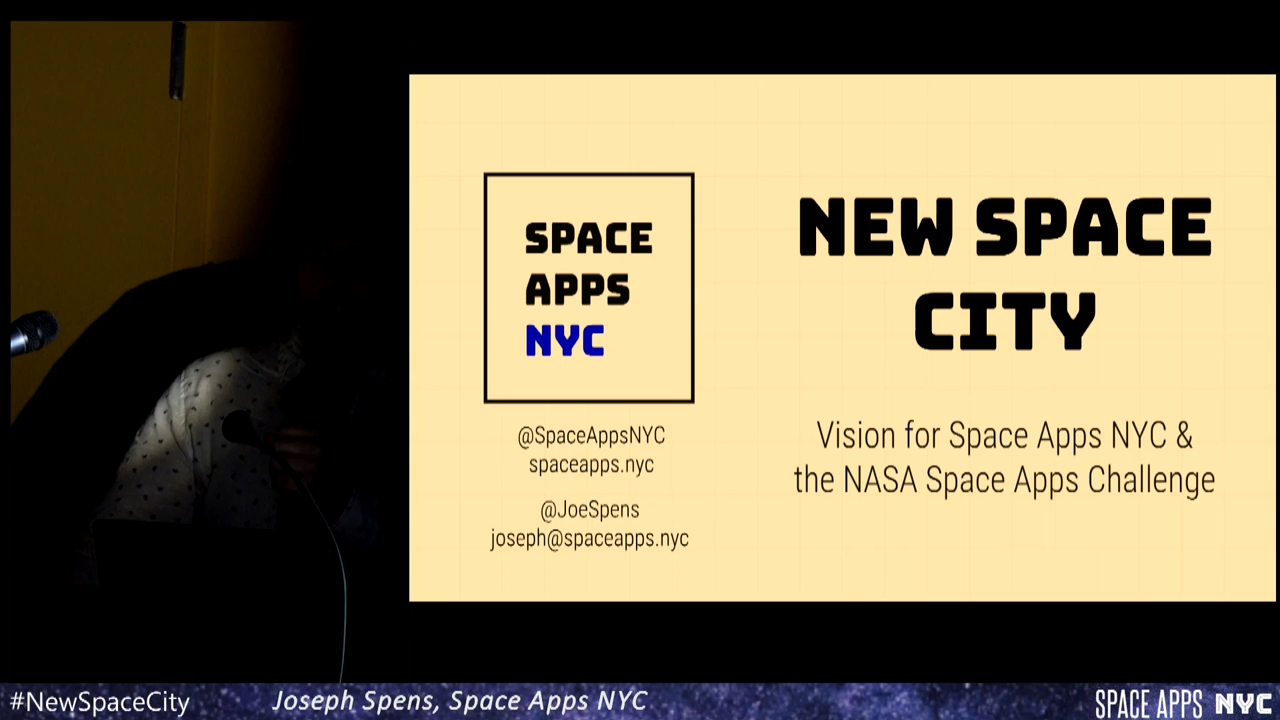 SPACE
APPS
NYC
@SpaceAppsNYC
spaceapps.nyc
@JoeSpens
joseph@spaceapps.nyc
NEW SPACE
CITY
Vision for Space Apps NYC &
the NASA Space Apps Challenge
#NewSpaceCity
Joseph Spens, Space Apps NYC
SPACE APPS NYC